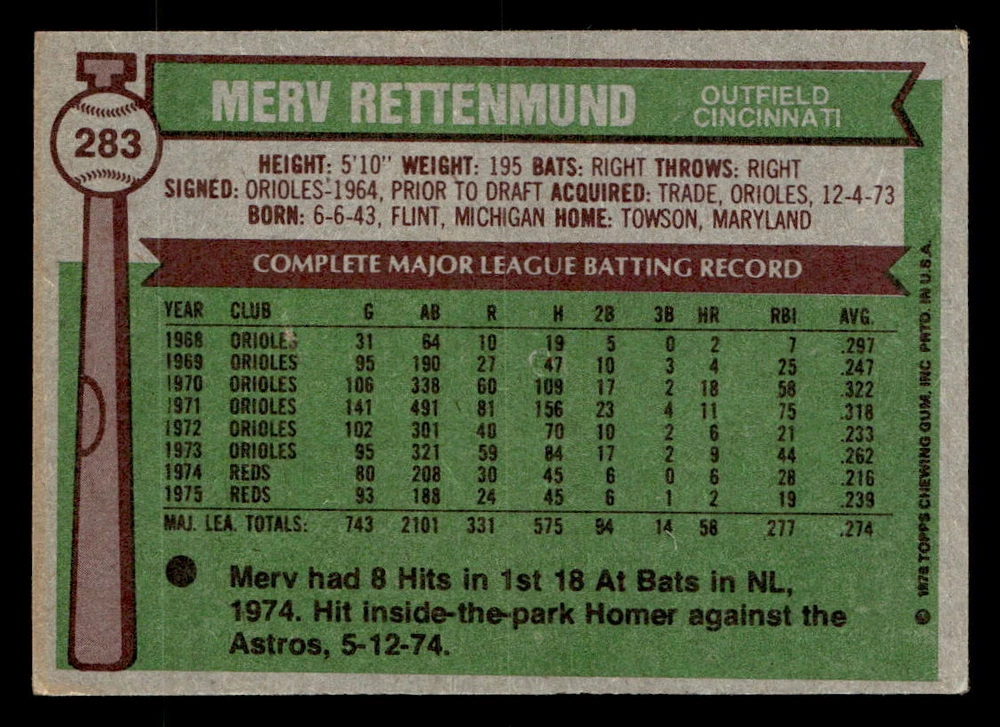 283
MERV RETTENMUND
OUTFIELD
CINCINNATI
HEIGHT: 5'10" WEIGHT: 195 BATS: RIGHT THROWS: RIGHT
SIGNED: ORIOLES-1964, PRIOR TO DRAFT ACQUIRED: TRADE, ORIOLES, 12-4-73
BORN: 6-6-43, FLINT, MICHIGAN HOME: TOWSON, MARYLAND
COMPLETE MAJOR LEAGUE BATTING RECORD
YEAR CLUB G AB R H 2B 3B HR RBI AVG.
1968 ORIOLES 31 64 10 19 5 0 2 7 .297
1969 ORIOLES 95 190 27 47 10 3 4 25 .247
1970 ORIOLES 106 338 60 109 17 2 18 58 .322
1971 ORIOLES 141 491 81 156 23 4 11 75 .318
1972 ORIOLES 102 301 40 70 10 2 6 21 .233
1973 ORIOLES 95 321 59 84 17 2 9 44 .262
1974 REDS 80 208 30 45 6 0 6 28 .216
1975 REDS 93 188 24 45 6 1 2 19 .239
MAJ. LEA. TOTALS: 743 2101 331 575 94 14 58 277 .274
Merv had 8 Hits in 1st 18 At Bats in NL,
1974. Hit inside-the-park Homer against the
Astros, 5-12-74.
© 1976 TOPPS CHEWING GUM, INC PRTD. IN U.S.A.